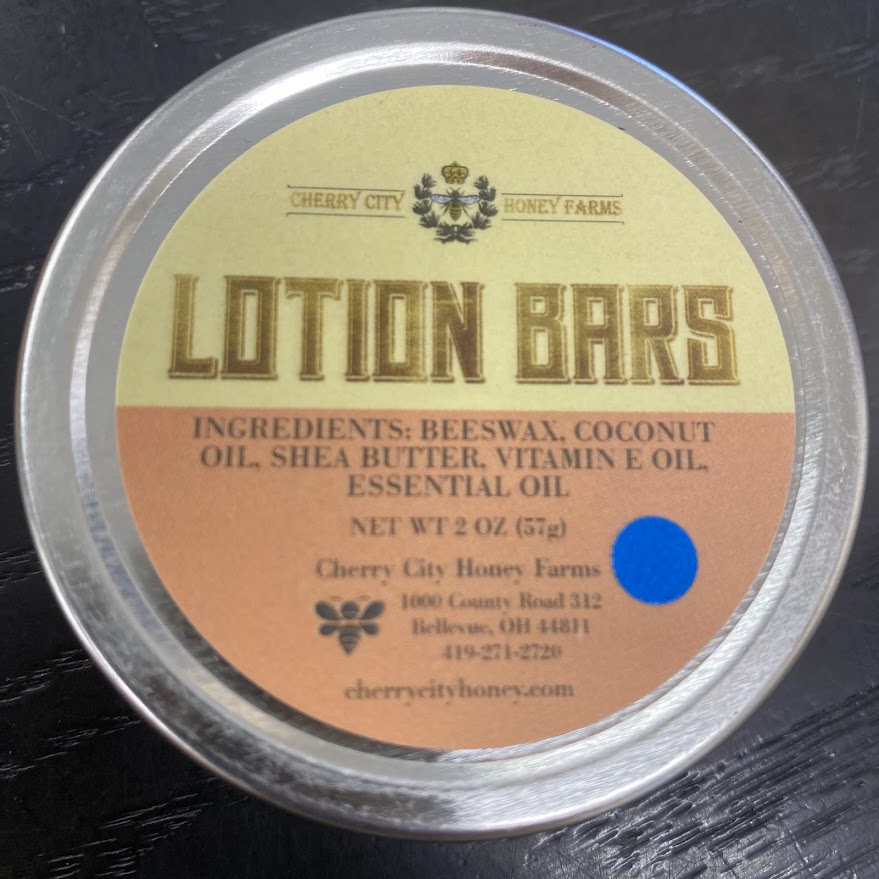 CHERRY CITY HONEY FARMS
LOTION BARS
INGREDIENTS: BEESWAX, COCONUT
OIL, SHEA BUTTER, VITAMIN E OIL,
ESSENTIAL OIL
NET WT 2 OZ (57g)
Cherry City Honey Farms
1000 County Road 312
Bellevue, OH 44811
419-271-2720
cherrycityhoney.com